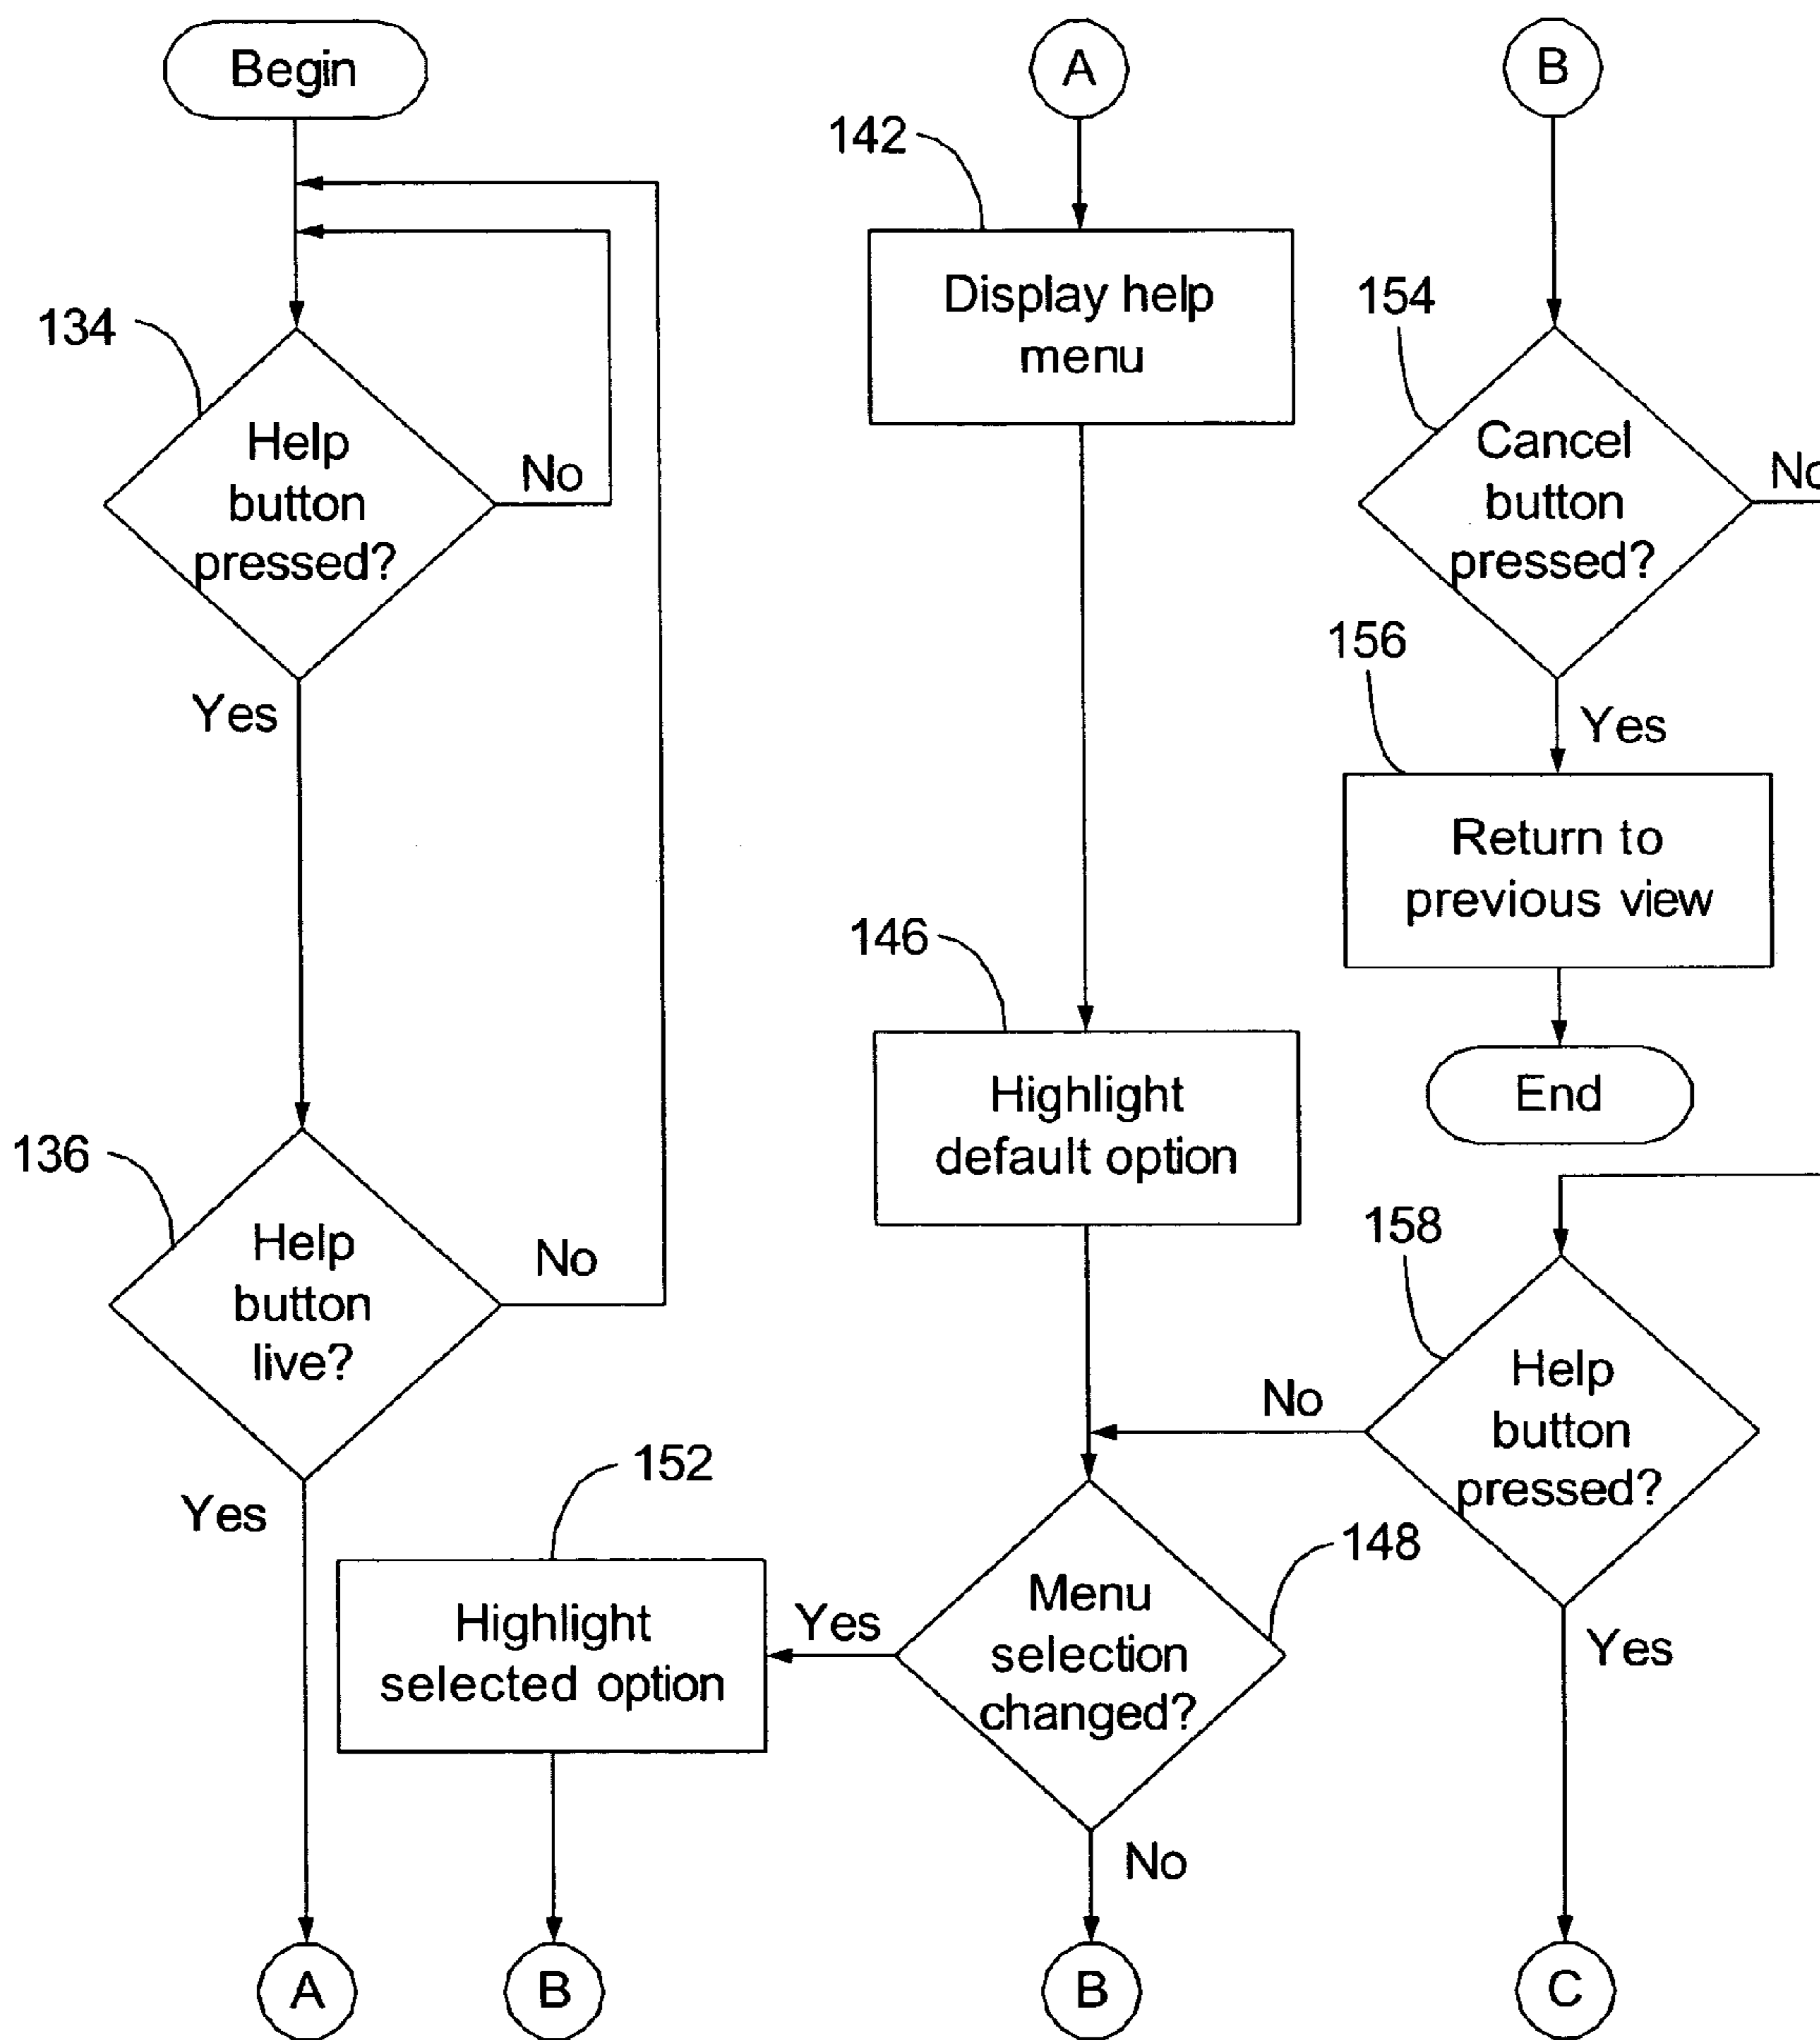 Begin
134
Help
button
pressed?
No
Yes
136
Help
button
live?
No
Yes
152
Highlight
selected option
A
B
A
142
Display help
menu
146
Highlight
default option
148
Menu
selection
changed?
Yes
No
B
B
154
Cancel
button
pressed?
No
Yes
156
Return to
previous view
End
158
Help
button
pressed?
No
Yes
C